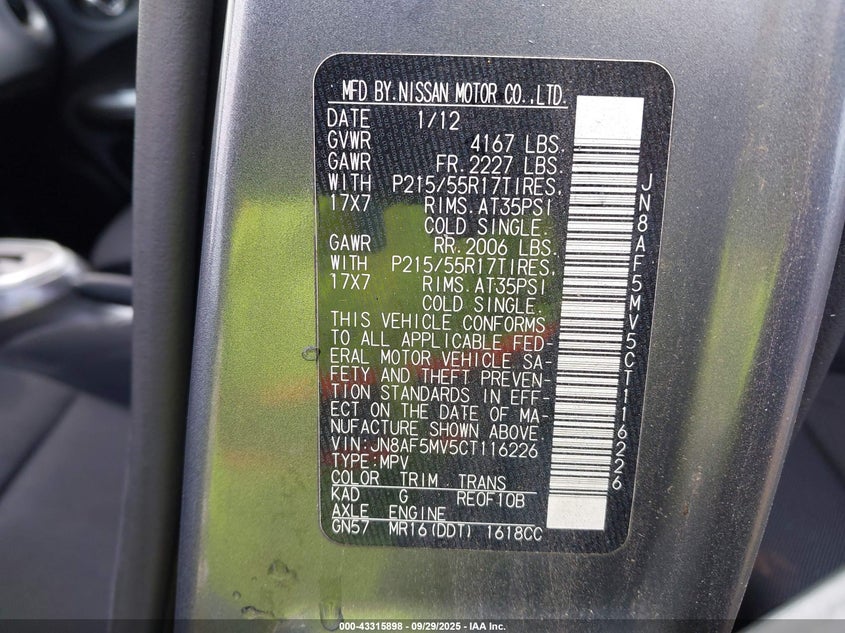 MFD BY.NISSAN MOTOR CO.,LTD.
DATE 1/12
GVWR 4167 LBS.
GAWR FR.2227 LBS.
WITH P215/55R17TIRES,
17X7 RIMS.AT35PSI
COLD SINGLE.
GAWR RR.2006 LBS.
WITH P215/55R17TIRES,
17X7 RIMS.AT35PSI
COLD SINGLE.
THIS VEHICLE CONFORMS
TO ALL APPLICABLE FED-
ERAL MOTOR VEHICLE SA-
FETY AND THEFT PREVEN-
TION STANDARDS IN EFF-
ECT ON THE DATE OF MA-
NUFACTURE SHOWN ABOVE
VIN:JN8AF5MV5CT116226
TYPE:MPV
COLOR TRIM TRANS
KAD G RE0F10B
AXLE ENGINE
GN57 MR16(DDT) 1618CC
JN8AF5MV5CT116226
000-43315898 - 09/29/2025 - IAA Inc.